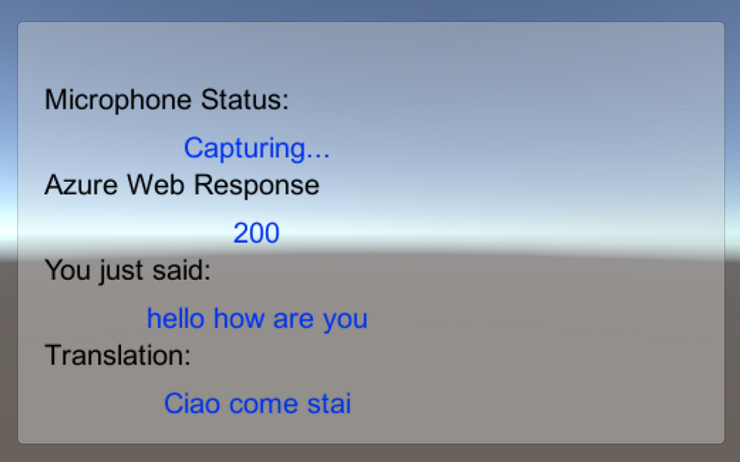 Microphone Status:
Capturing...
Azure Web Response
200
You just said:
hello how are you
Translation:
Ciao come stai